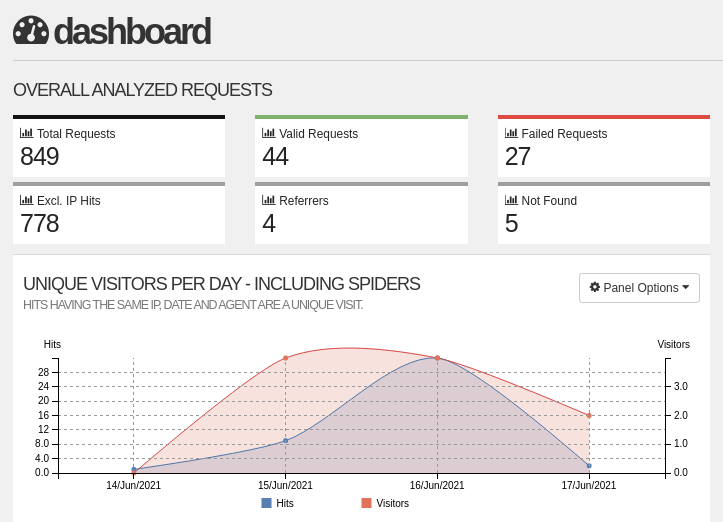 dashboard
OVERALL ANALYZED REQUESTS
Total Requests
849
Valid Requests
44
Failed Requests
27
Excl. IP Hits
778
Referrers
4
Not Found
5
UNIQUE VISITORS PER DAY - INCLUDING SPIDERS
HITS HAVING THE SAME IP, DATE AND AGENT ARE A UNIQUE VISIT.
Panel Options
Hits
Visitors
28
24
20
16
12
8.0
4.0
0.0
3.0
2.0
1.0
0.0
14/Jun/2021
15/Jun/2021
16/Jun/2021
17/Jun/2021
Hits
Visitors